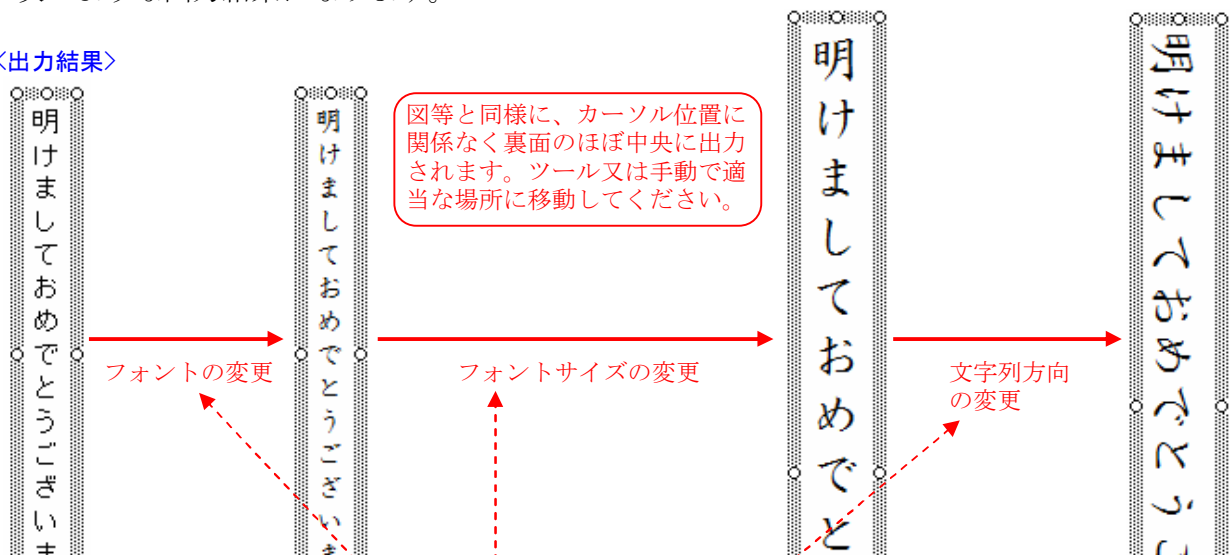 <出力結果>
明けましておめでとうございま
フォントの変更
明けましておめでとうございま
図等と同様に、カーソル位置に
関係なく裏面のほぼ中央に出力
されます。ツール又は手動で適
当な場所に移動してください。
フォントサイズの変更
明けましておめでと
文字列方向
の変更
明けましておめでとう